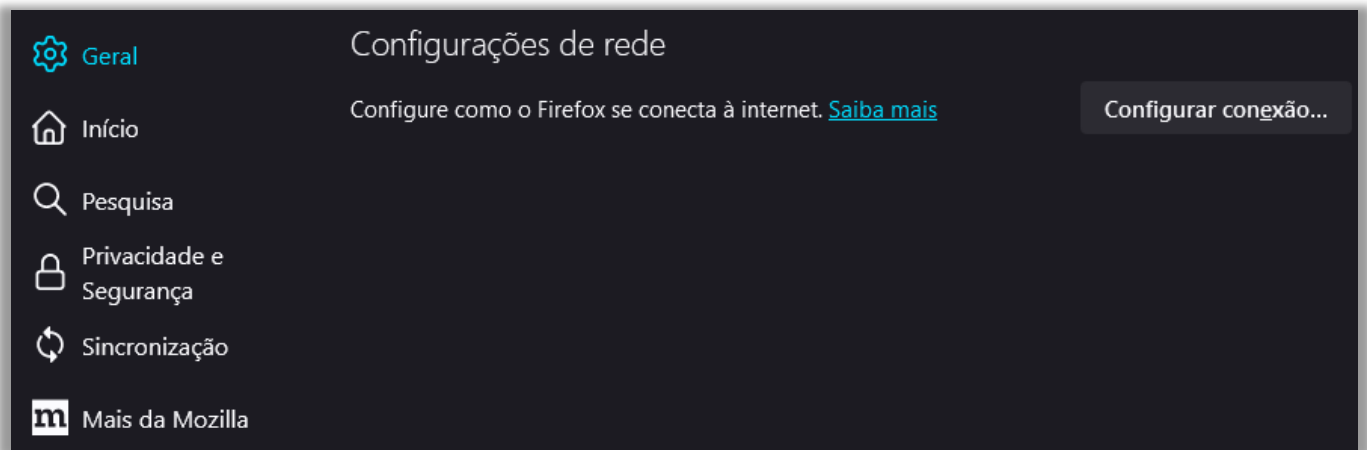 Geral
Início
Pesquisa
Privacidade e
Segurança
Sincronização
m Mais da Mozilla
Configurações de rede
Configure como o Firefox se conecta à internet. Saiba mais
Configurar conexão...